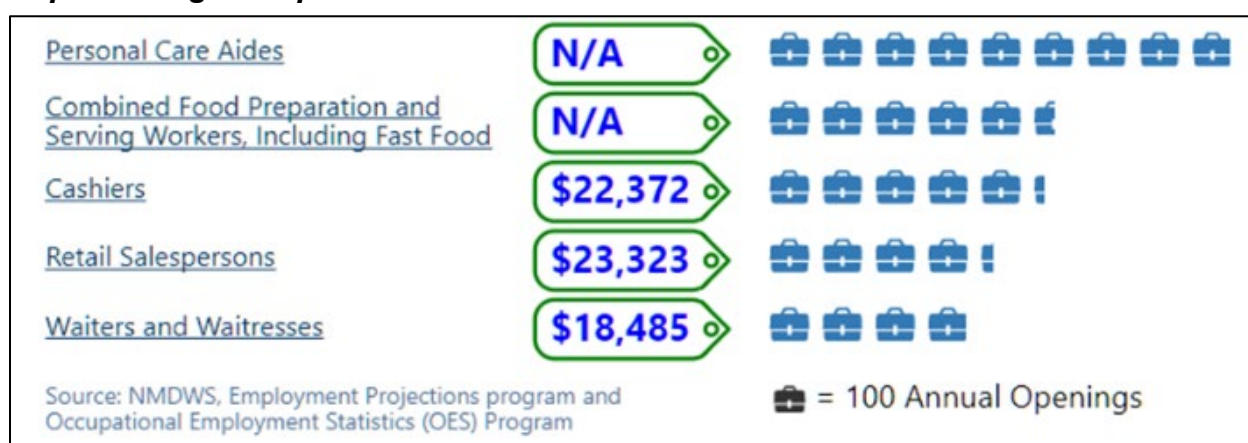 Personal Care Aides
N/A
Combined Food Preparation and
Serving Workers, Including Fast Food
N/A
Cashiers
$22,372
Retail Salespersons
$23,323
Waiters and Waitresses
$18,485
Source: NMDWS, Employment Projections program and
Occupational Employment Statistics (OES) Program
= 100 Annual Openings